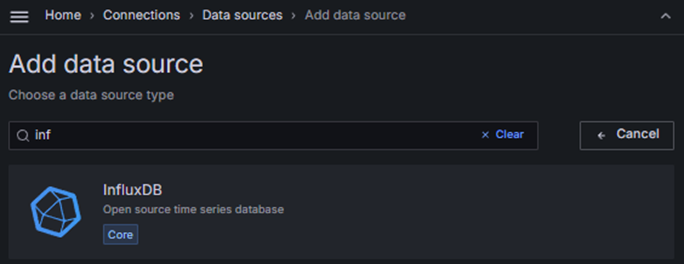 Home › Connections › Data sources › Add data source
Add data source
Choose a data source type
inf × Clear ← Cancel
InfluxDB
Open source time series database
Core